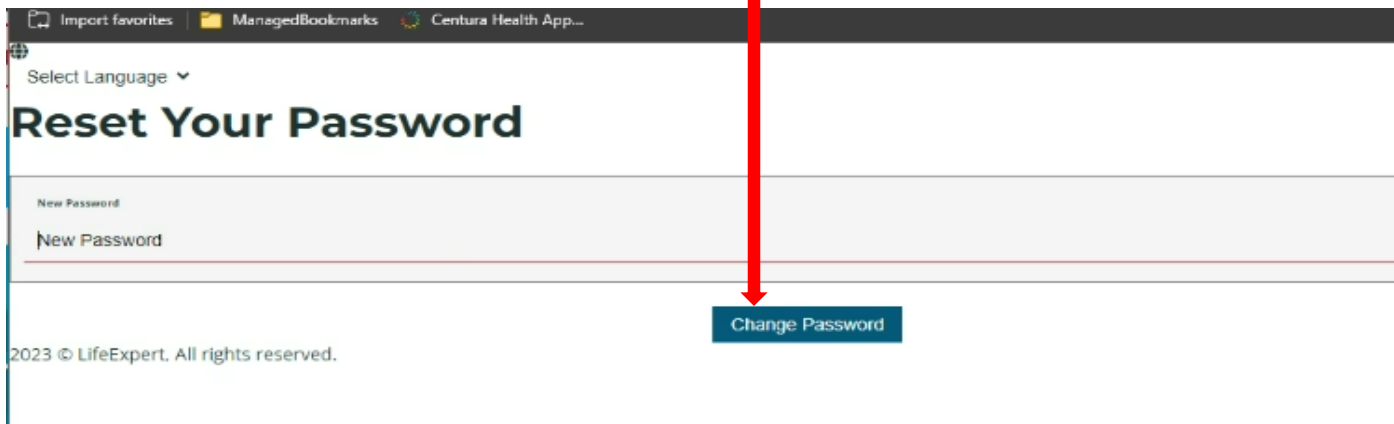 Import favorites ManagedBookmarks Centura Health App...
Select Language
Reset Your Password
New Password
New Password
Change Password
2023 © LifeExpert. All rights reserved.